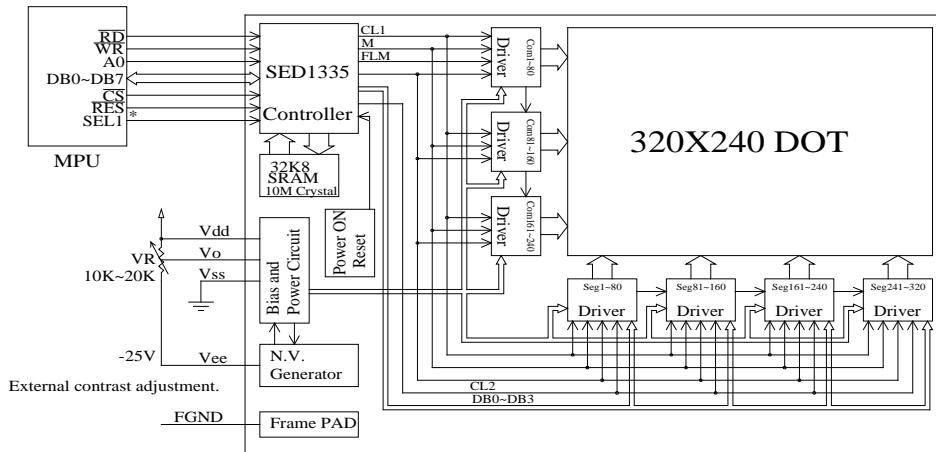 RD
WR
A0
DB0~DB7
CS
RES
SEL1
*
MPU
SED1335
Controller
32K8
SRAM
10M Crystal
Power ON
Reset
CL1
M
FLM
Driver
Com1~80
Driver
Com81~160
Driver
Com161~240
320X240 DOT
Vdd
VR
Vo
10K~20K
Vss
Bias and
Power Circuit
-25V
Vee
N.V.
Generator
External contrast adjustment.
FGND
Frame PAD
Seg1~80
Driver
Seg81~160
Driver
Seg161~240
Driver
Seg241~320
Driver
CL2
DB0~DB3